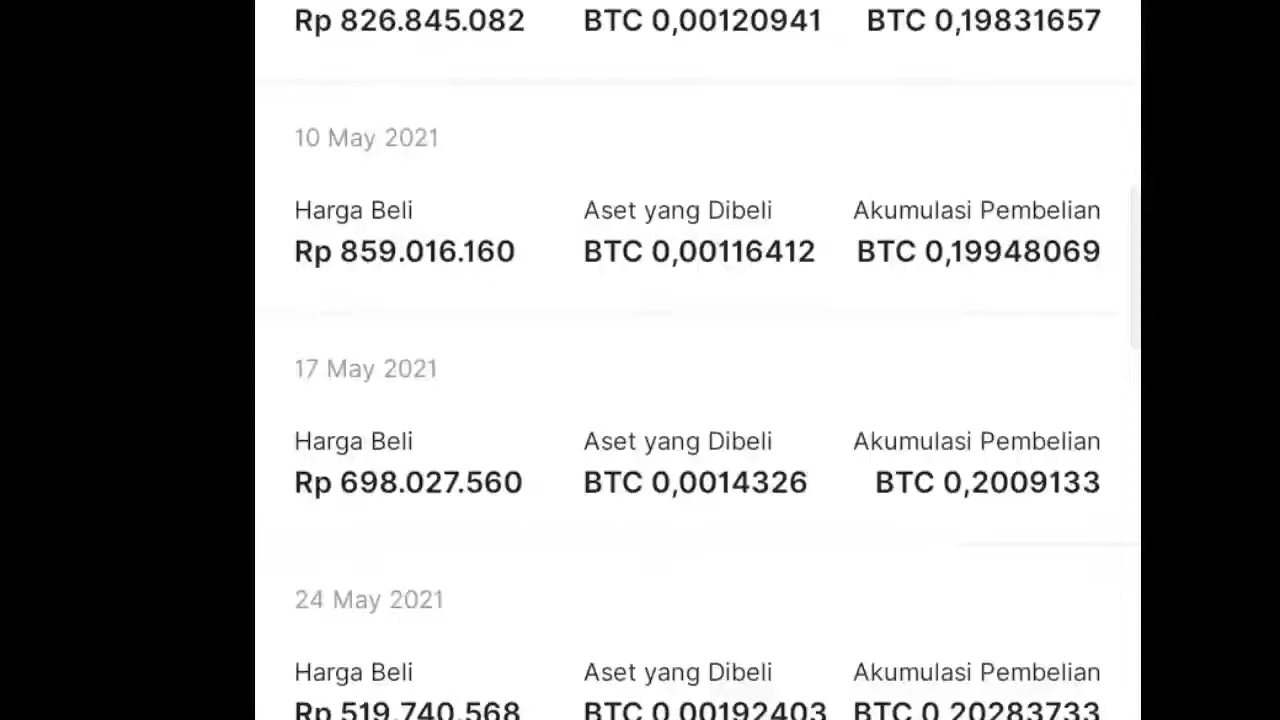 Rp 826.845.082 BTC 0,00120941 BTC 0,19831657
10 May 2021
Harga Beli Aset yang Dibeli Akumulasi Pembelian
Rp 859.016.160 BTC 0,00116412 BTC 0,19948069
17 May 2021
Harga Beli Aset yang Dibeli Akumulasi Pembelian
Rp 698.027.560 BTC 0,0014326 BTC 0,2009133
24 May 2021
Harga Beli Aset yang Dibeli Akumulasi Pembelian
Rp 519.740.568 BTC 0,00192403 BTC 0,20283733